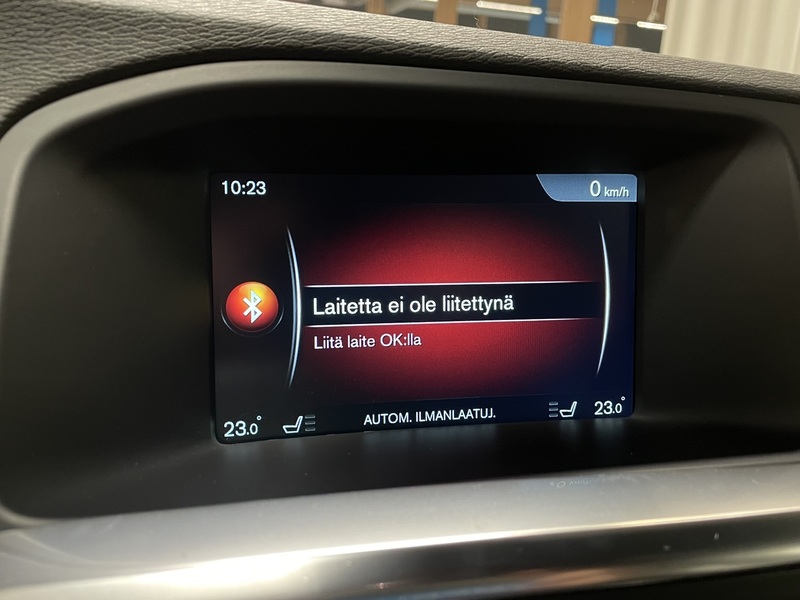 10:23
0 km/h
Laitetta ei ole liitettynä
Liitä laite OK:lla
23.0° AUTOM. ILMANLAATUJ. 23.0°